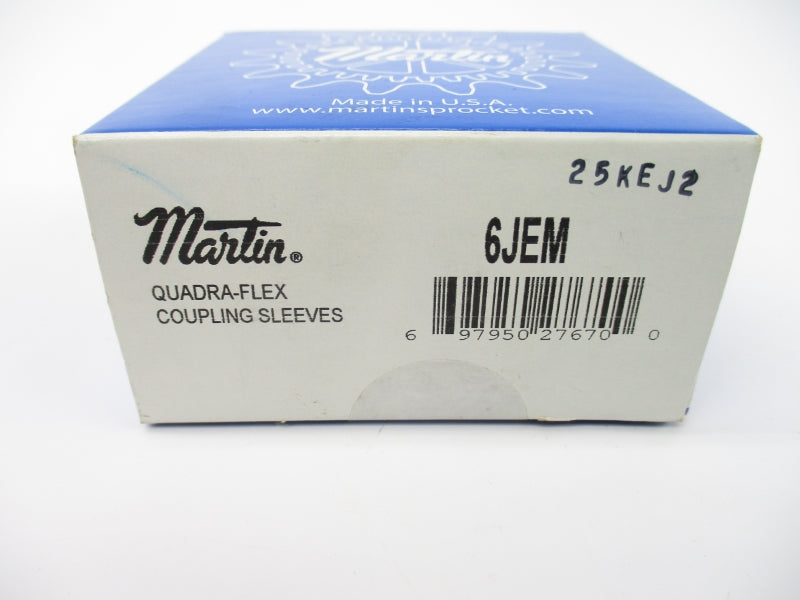 Martin
Made in U.S.A.
www.martinsprocket.com
25KEJ2
Martin®
6JEM
QUADRA-FLEX
COUPLING SLEEVES
6 97950 27670 0